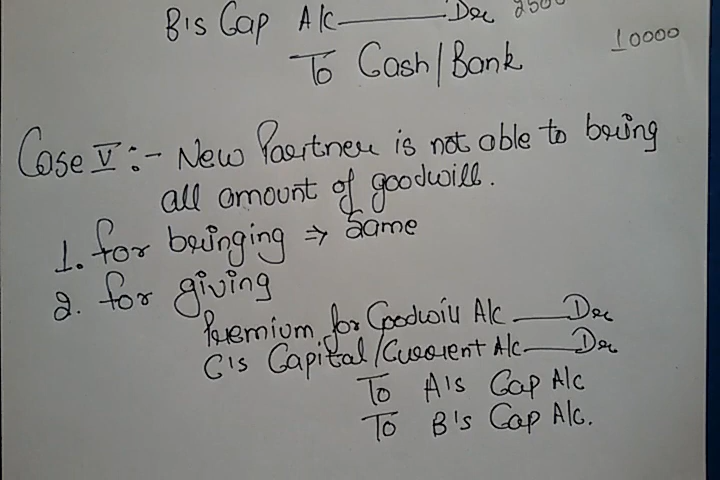 B's Cap A/c ——— Dr 2500
To Cash/Bank 10000
Case V:- New Partner is not able to bring
all amount of goodwill.
1. for bringing ⇒ Same
2. for giving
Premium for Goodwill A/c —— Dr
C's Capital/Current A/c —— Dr
To A's Cap A/c
To B's Cap A/c.